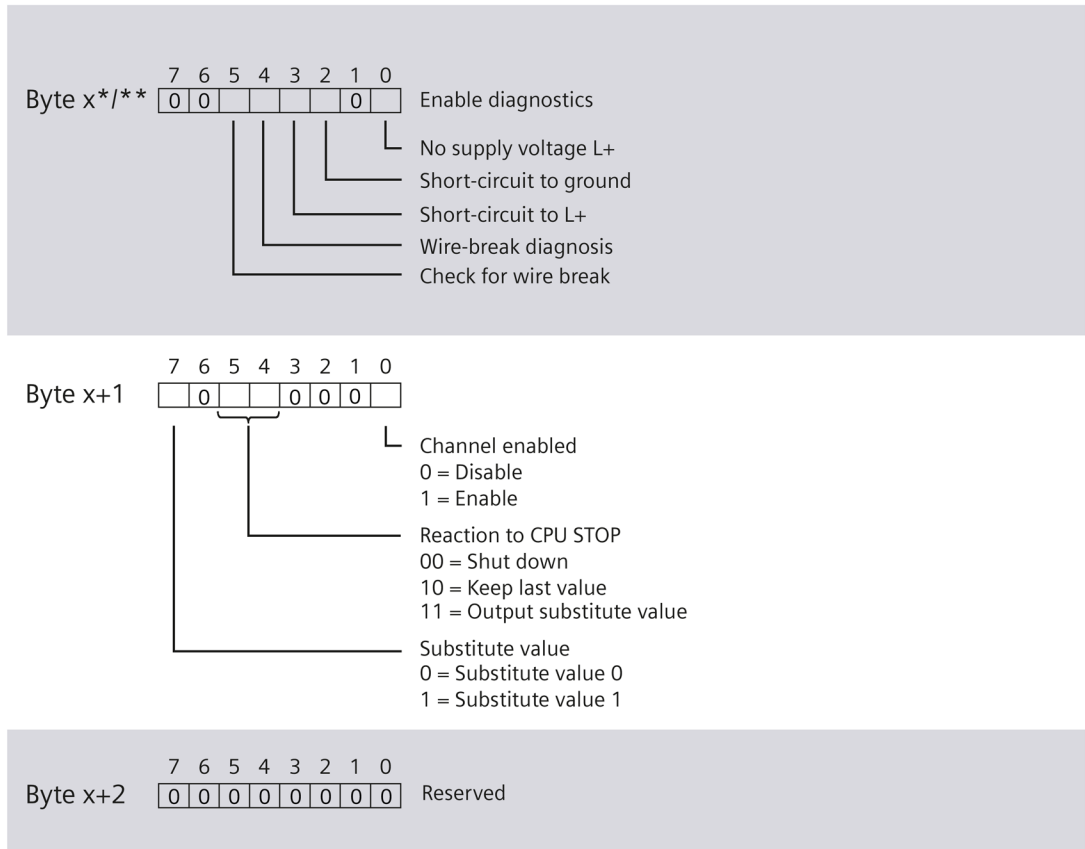 7 6 5 4 3 2 1 0
Byte x*/** 0 0 0 Enable diagnostics
No supply voltage L+
Short-circuit to ground
Short-circuit to L+
Wire-break diagnosis
Check for wire break
7 6 5 4 3 2 1 0
Byte x+1 0 0 0 0
Channel enabled
0 = Disable
1 = Enable
Reaction to CPU STOP
00 = Shut down
10 = Keep last value
11 = Output substitute value
Substitute value
0 = Substitute value 0
1 = Substitute value 1
7 6 5 4 3 2 1 0
Byte x+2 0 0 0 0 0 0 0 0 Reserved